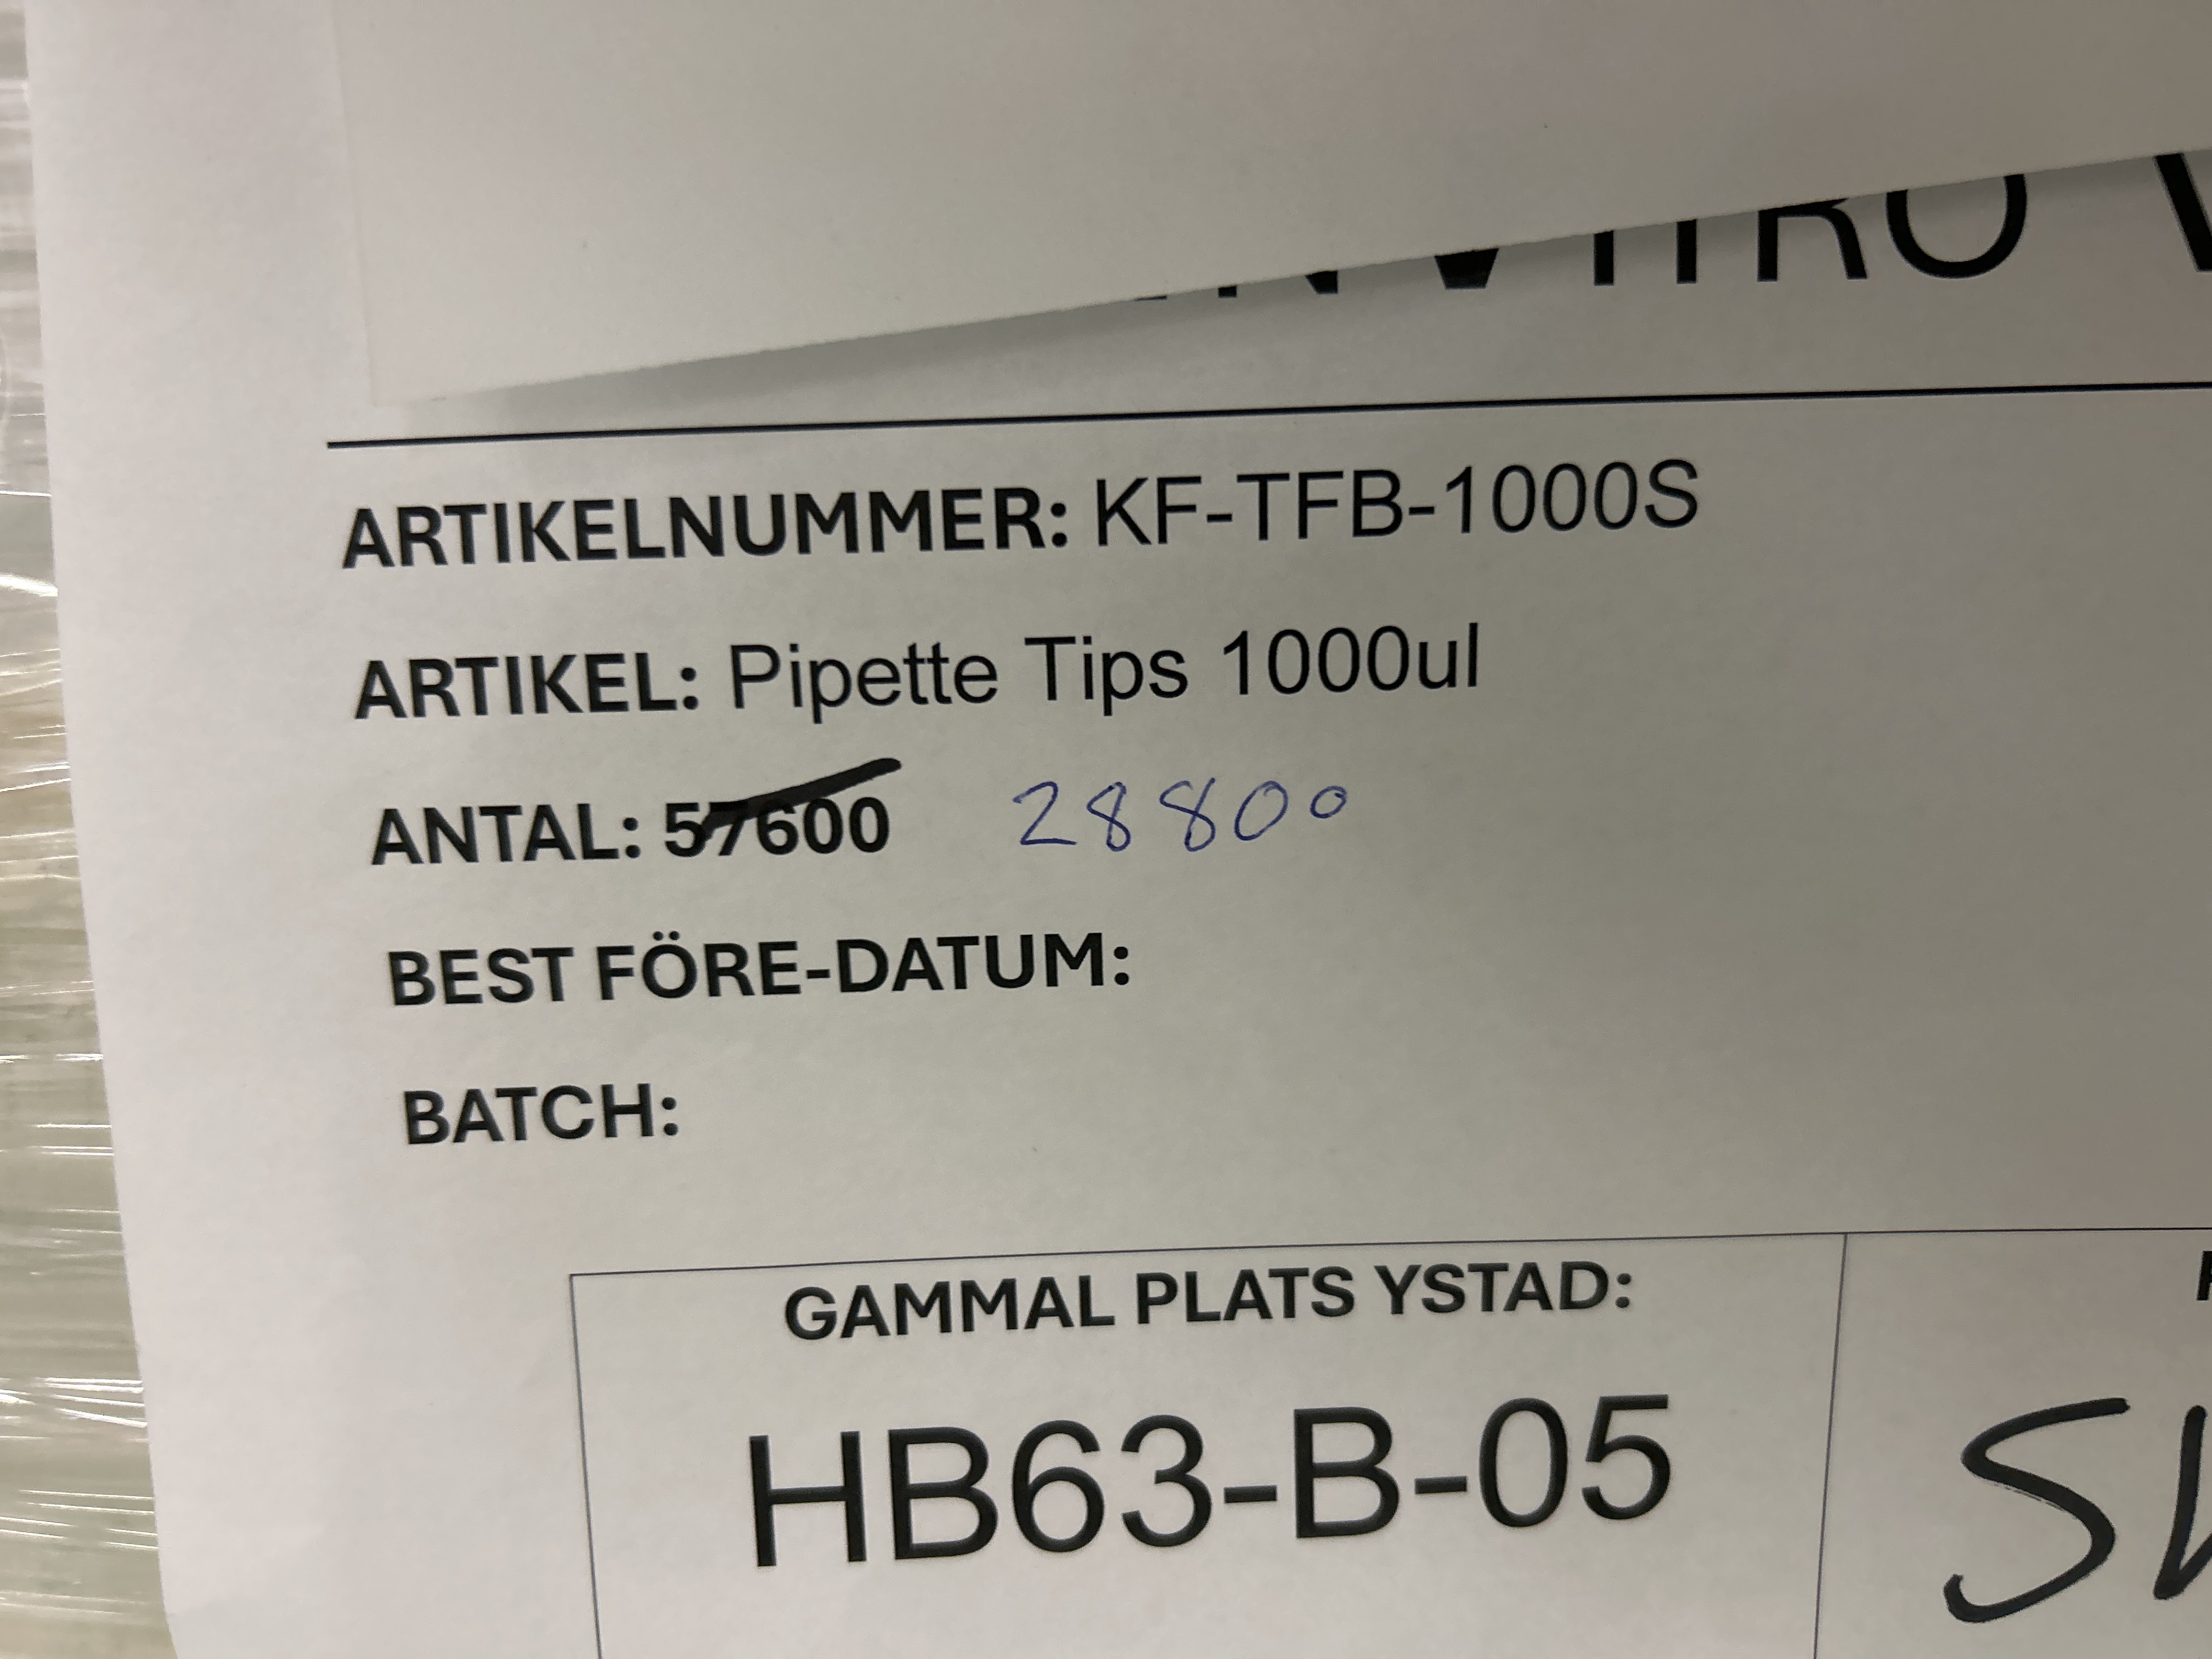 ARTIKELNUMMER: KF-TFB-1000S
ARTIKEL: Pipette Tips 1000ul
ANTAL: 57600 28800
BEST FÖRE-DATUM:
BATCH:
GAMMAL PLATS YSTAD:
HB63-B-05